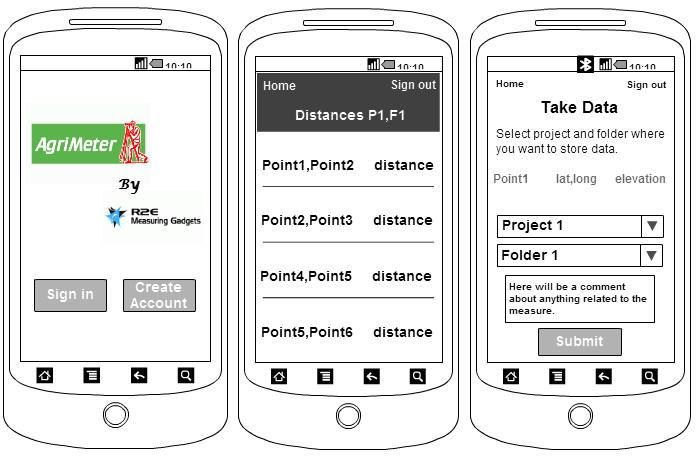 10:10
AgriMeter
By
R2E
Measuring Gadgets
Sign in
Create
Account
10:10
Home
Sign out
Distances P1,F1
Point1,Point2
distance
Point2,Point3
distance
Point4,Point5
distance
Point5,Point6
distance
10:10
Home
Sign out
Take Data
Select project and folder where
you want to store data.
Point1
lat,long
elevation
Project 1
Folder 1
Here will be a comment
about anything related to the
measure.
Submit